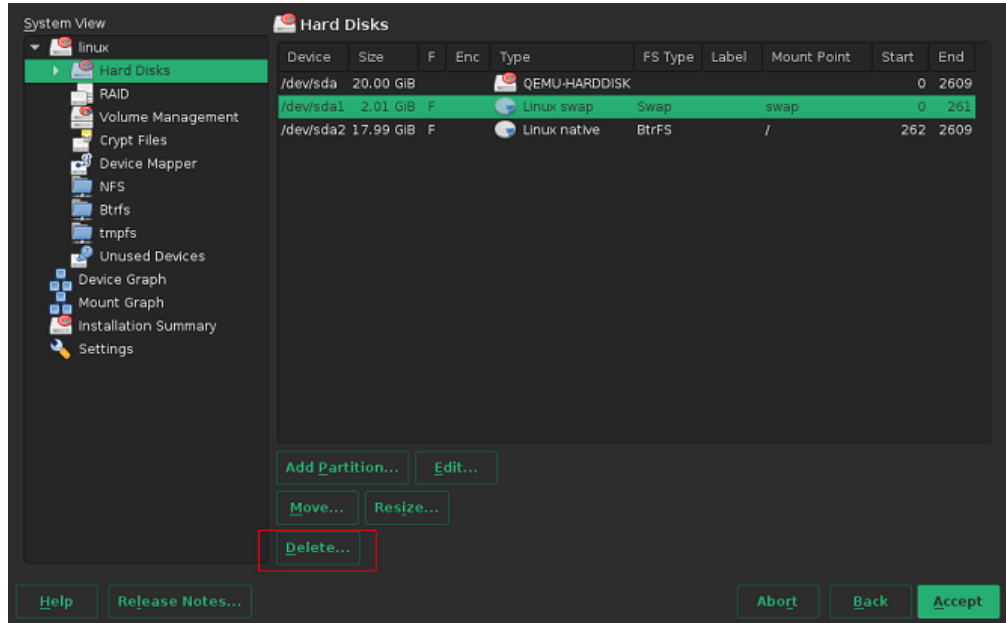 System View
linux
Hard Disks
RAID
Volume Management
Crypt Files
Device Mapper
NFS
Btrfs
tmpfs
Unused Devices
Device Graph
Mount Graph
Installation Summary
Settings
Hard Disks
Device Size F Enc Type FS Type Label Mount Point Start End
/dev/sda 20.00 GiB QEMU-HARDDISK 0 2609
/dev/sda1 2.01 GiB F Linux swap Swap swap 0 261
/dev/sda2 17.99 GiB F Linux native BtrFS / 262 2609
Add Partition... Edit...
Move... Resize...
Delete...
Help Release Notes... Abort Back Accept